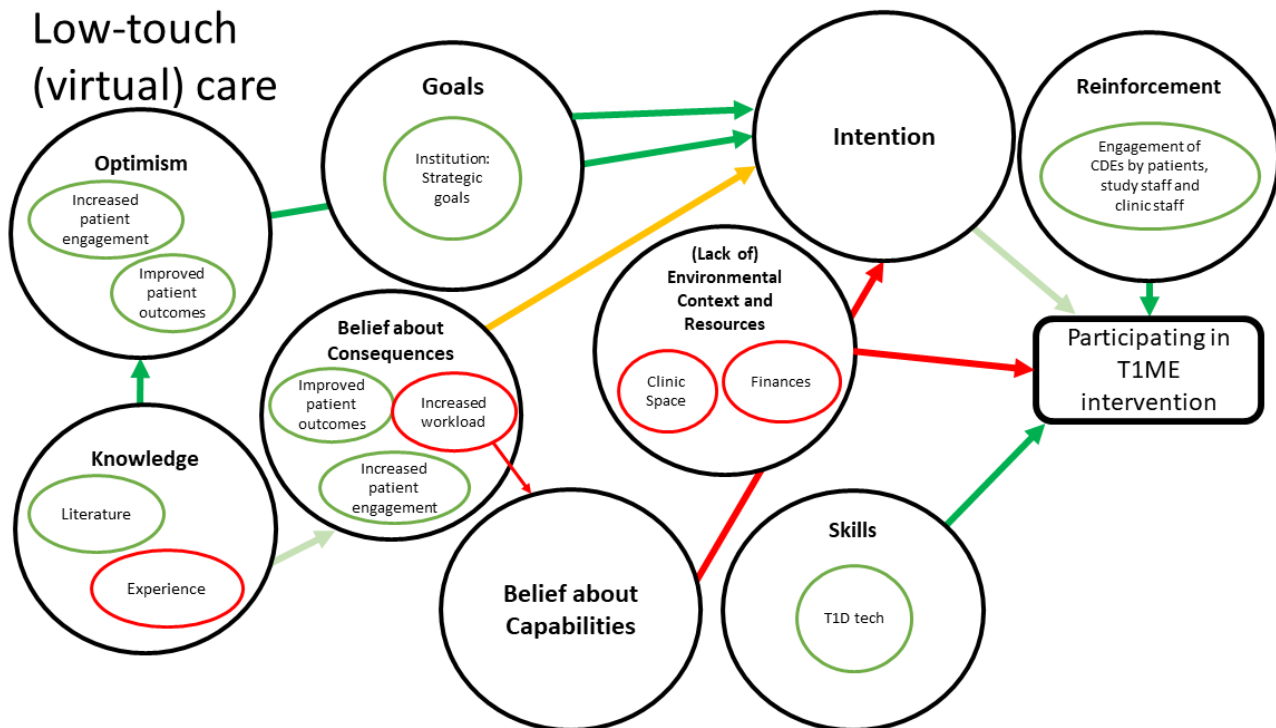 Low-touch
(virtual) care
Optimism
Increased
patient
engagement
Improved
patient
outcomes
Goals
Institution:
Strategic
goals
Intention
Reinforcement
Engagement of
CDEs by patients,
study staff and
clinic staff
(Lack of)
Environmental
Context and
Resources
Clinic
Space
Finances
Belief about
Consequences
Improved
patient
outcomes
Increased
workload
Increased
patient
engagement
Participating in
T1ME
intervention
Knowledge
Literature
Experience
Belief about
Capabilities
Skills
T1D tech